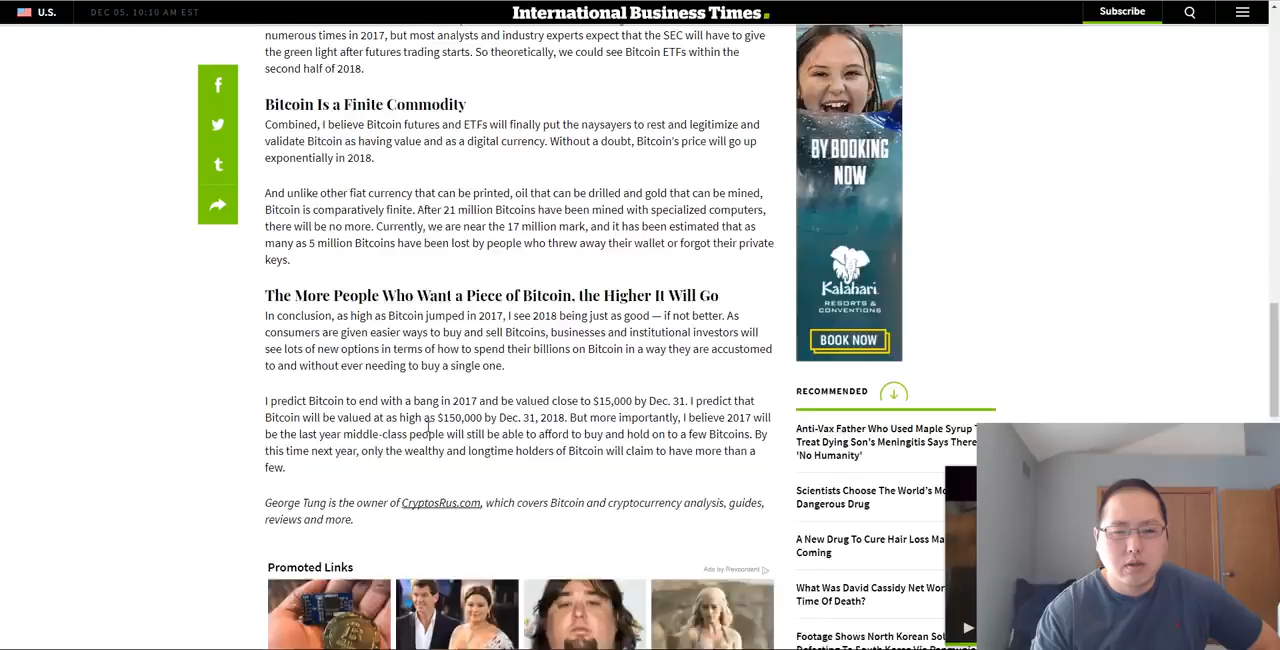 U.S.
DEC 05, 10:10 AM EST
International Business Times.
Subscribe
numerous times in 2017, but most analysts and industry experts expect that the SEC will have to give
the green light after futures trading starts. So theoretically, we could see Bitcoin ETFs within the
second half of 2018.
Bitcoin Is a Finite Commodity
Combined, I believe Bitcoin futures and ETFs will finally put the naysayers to rest and legitimize and
validate Bitcoin as having value and as a digital currency. Without a doubt, Bitcoin's price will go up
exponentially in 2018.
And unlike other fiat currency that can be printed, oil that can be drilled and gold that can be mined,
Bitcoin is comparatively finite. After 21 million Bitcoins have been mined with specialized computers,
there will be no more. Currently, we are near the 17 million mark, and it has been estimated that as
many as 5 million Bitcoins have been lost by people who threw away their wallet or forgot their private
keys.
The More People Who Want a Piece of Bitcoin, the Higher It Will Go
In conclusion, as high as Bitcoin jumped in 2017, I see 2018 being just as good — if not better. As
consumers are given easier ways to buy and sell Bitcoins, businesses and institutional investors will
see lots of new options in terms of how to spend their billions on Bitcoin in a way they are accustomed
to and without ever needing to buy a single one.
I predict Bitcoin to end with a bang in 2017 and be valued close to $15,000 by Dec. 31. I predict that
Bitcoin will be valued at as high as $150,000 by Dec. 31, 2018. But more importantly, I believe 2017 will
be the last year middle-class people will still be able to afford to buy and hold on to a few Bitcoins. By
this time next year, only the wealthy and longtime holders of Bitcoin will claim to have more than a
few.
George Tung is the owner of CryptosRus.com, which covers Bitcoin and cryptocurrency analysis, guides,
reviews and more.
Promoted Links
Ads by Revcontent
BY BOOKING
NOW
Kalahari
RESORTS &
CONVENTIONS
BOOK NOW
RECOMMENDED
Anti-Vax Father Who Used Maple Syrup
Treat Dying Son's Meningitis Says There
'No Humanity'
Scientists Choose The World's Mo
Dangerous Drug
A New Drug To Cure Hair Loss Ma
Coming
What Was David Cassidy Net Wor
Time Of Death?
Footage Shows North Korean Sol
Defecting To South Korea Via